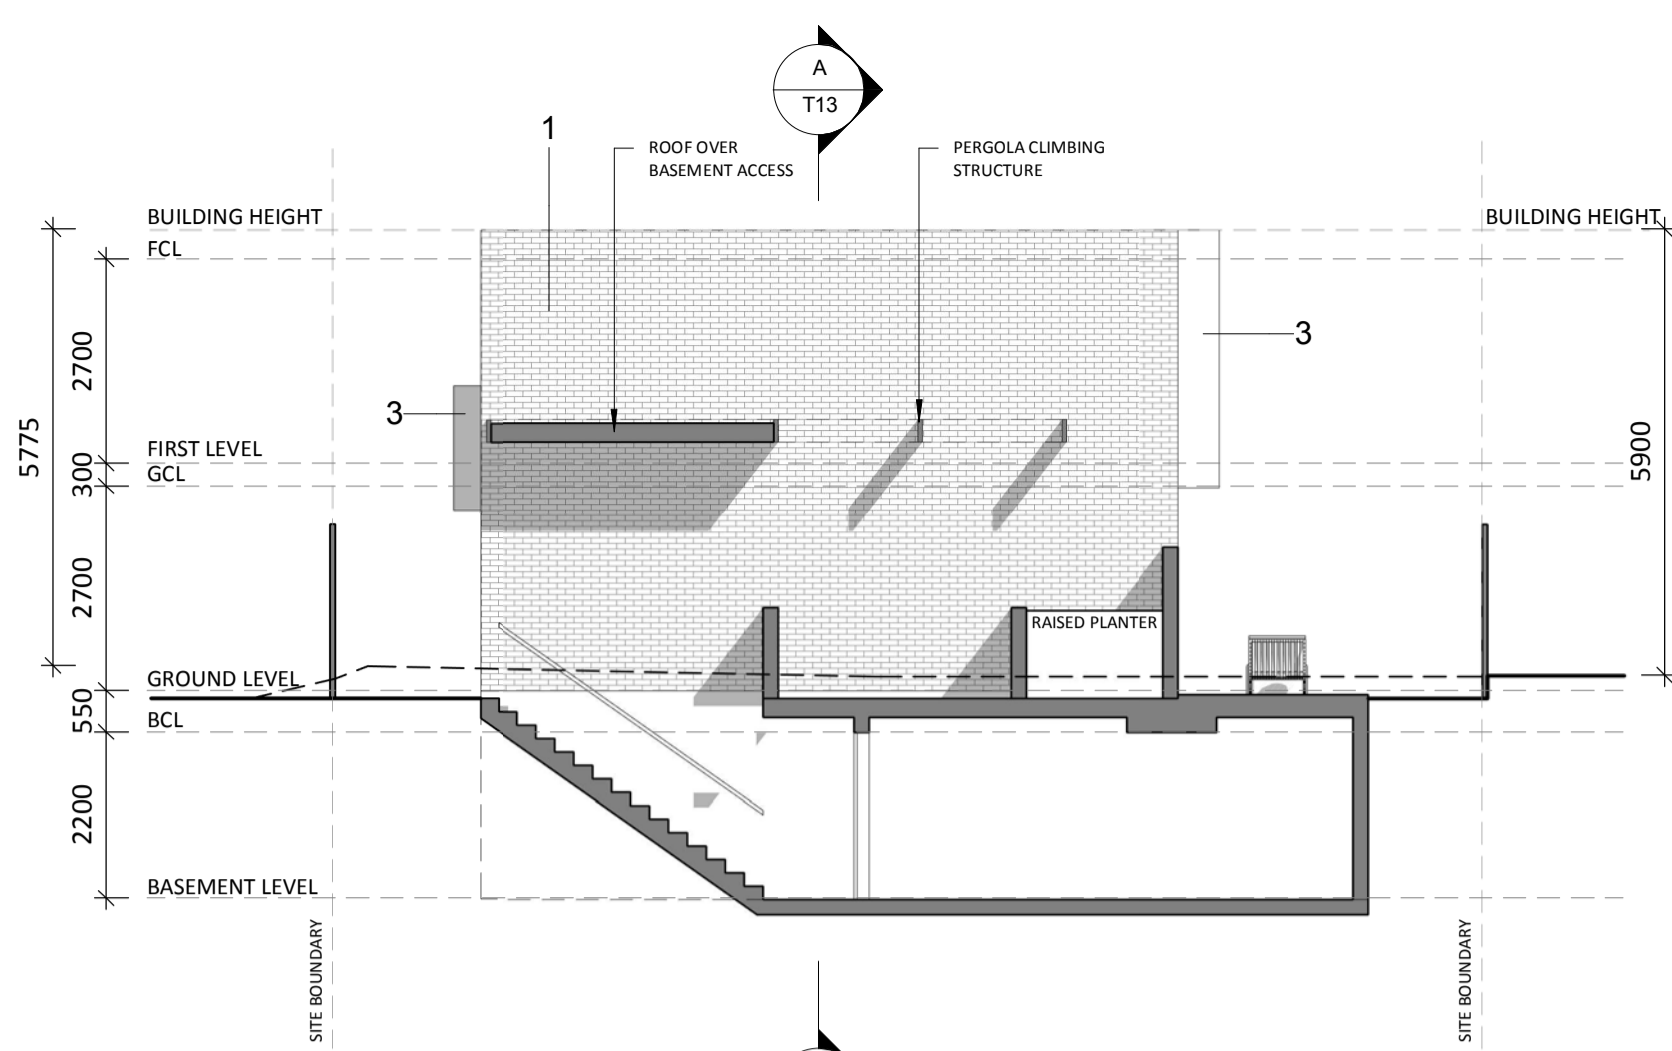 A
T13
1
ROOF OVER
BASEMENT ACCESS
PERGOLA CLIMBING
STRUCTURE
BUILDING HEIGHT
BUILDING HEIGHT
FCL
2700
3
3
5775
FIRST LEVEL
300
GCL
5900
2700
RAISED PLANTER
GROUND LEVEL
550
BCL
2200
BASEMENT LEVEL
SITE BOUNDARY
SITE BOUNDARY